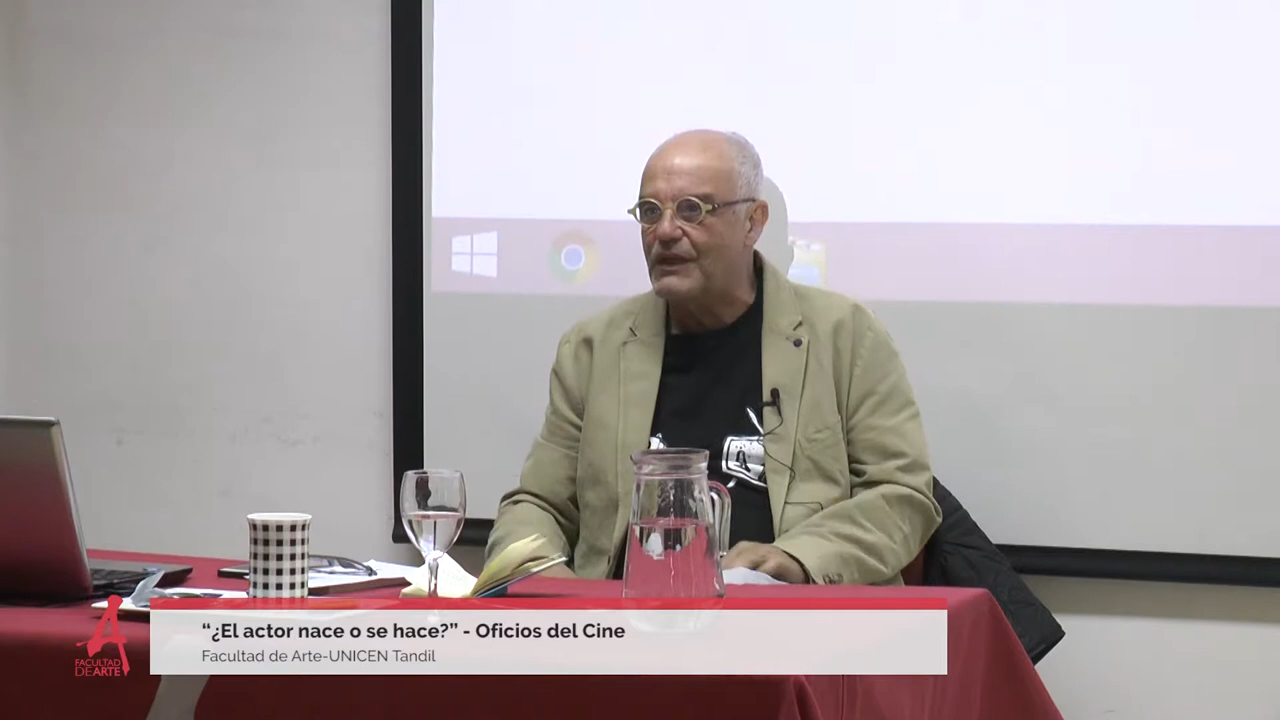 “¿El actor nace o se hace?” - Oficios del Cine
Facultad de Arte-UNICEN Tandil
FACULTAD
DE ARTE